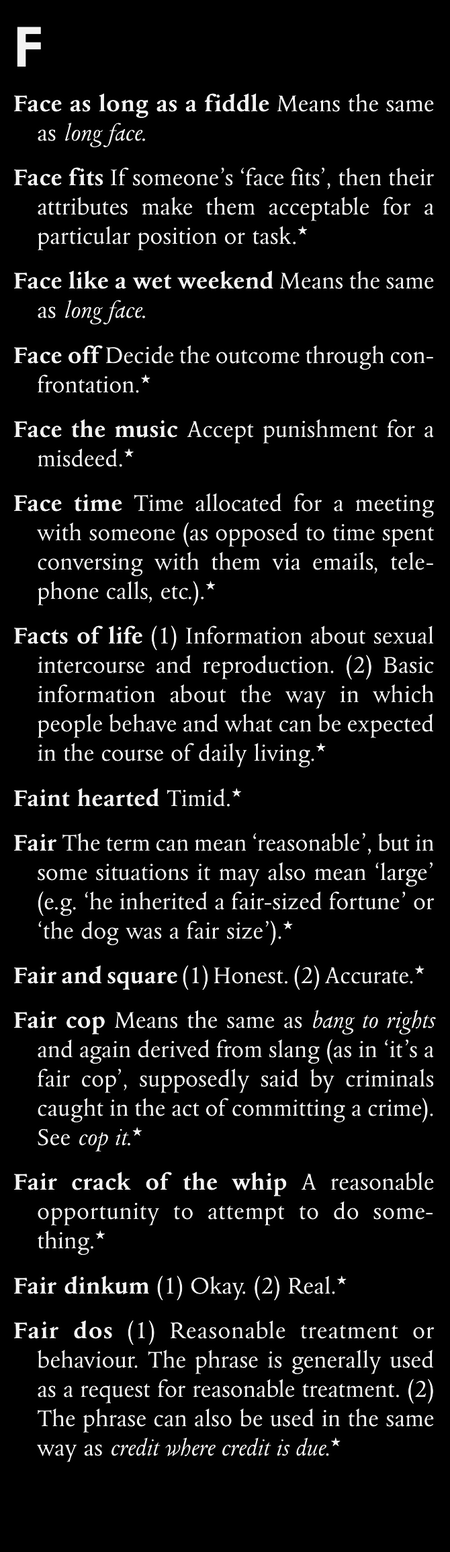 F
Face as long as a fiddle Means the same
as long face.
Face fits If someone's ‘face fits’, then their
attributes make them acceptable for a
particular position or task.★
Face like a wet weekend Means the same
as long face.
Face off Decide the outcome through con-
frontation.★
Face the music Accept punishment for a
misdeed.★
Face time Time allocated for a meeting
with someone (as opposed to time spent
conversing with them via emails, tele-
phone calls, etc.).★
Facts of life (1) Information about sexual
intercourse and reproduction. (2) Basic
information about the way in which
people behave and what can be expected
in the course of daily living.★
Faint hearted Timid.★
Fair The term can mean ‘reasonable’, but in
some situations it may also mean ‘large’
(e.g. ‘he inherited a fair-sized fortune’ or
‘the dog was a fair size’).★
Fair and square (1) Honest. (2) Accurate.★
Fair cop Means the same as bang to rights
and again derived from slang (as in ‘it's a
fair cop’, supposedly said by criminals
caught in the act of committing a crime).
See cop it.★
Fair crack of the whip A reasonable
opportunity to attempt to do some-
thing.★
Fair dinkum (1) Okay. (2) Real.★
Fair dos (1) Reasonable treatment or
behaviour. The phrase is generally used
as a request for reasonable treatment. (2)
The phrase can also be used in the same
way as credit where credit is due.★